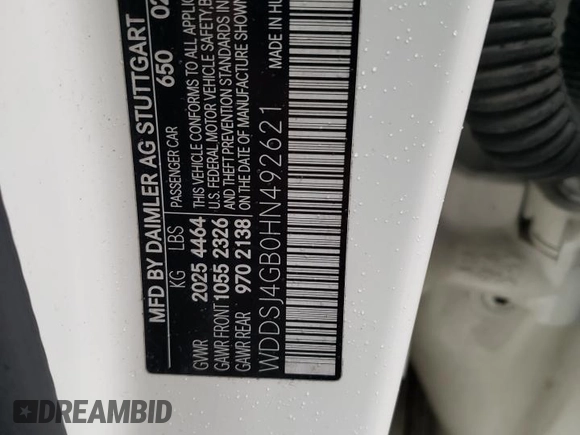 MFD BY DAIMLER AG STUTTGART
650 02
KG LBS PASSENGER CAR
GVWR 2025 4464 THIS VEHICLE CONFORMS TO ALL
GAWR FRONT 1055 2326 U.S. FEDERAL MOTOR VEHICLE SAFETY,
GAWR REAR 970 2138 AND THEFT PREVENTION STANDARDS
ON THE DATE OF MANUFACTURE SHOWN
WDDSJ4GB0HN492621 MADE IN
DREAMBID